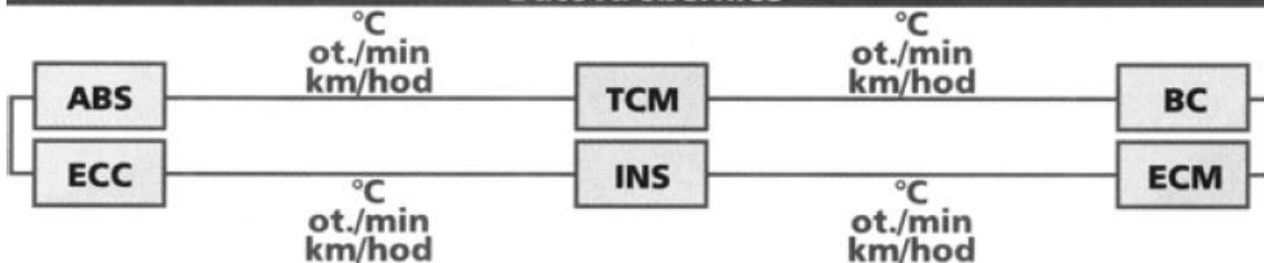 °C °C
ot./min ot./min
km/hod km/hod
ABS TCM BC
ECC INS ECM
°C °C
ot./min ot./min
km/hod km/hod